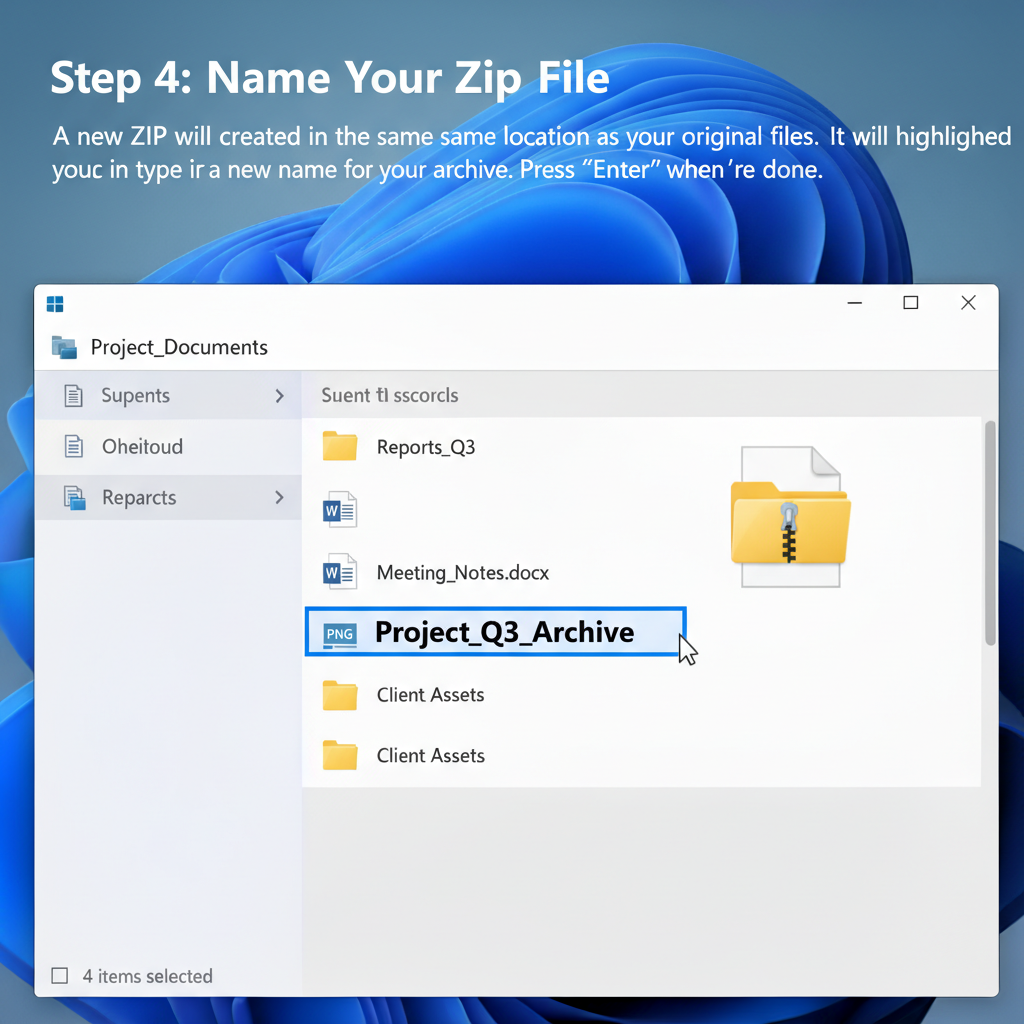 Step 4: Name Your Zip File
A new ZIP will created in the same same location as your original files. It will highlighed
youc in type ir a new name for your archive. Press “Enter” when’re done.
Project_Documents
Supents
Suent tl sscorcls
Oheitoud
Reports_Q3
Reparcts
W
W
Meeting_Notes.docx
PNG
Project_Q3_Archive
Client Assets
Client Assets
4 items selected